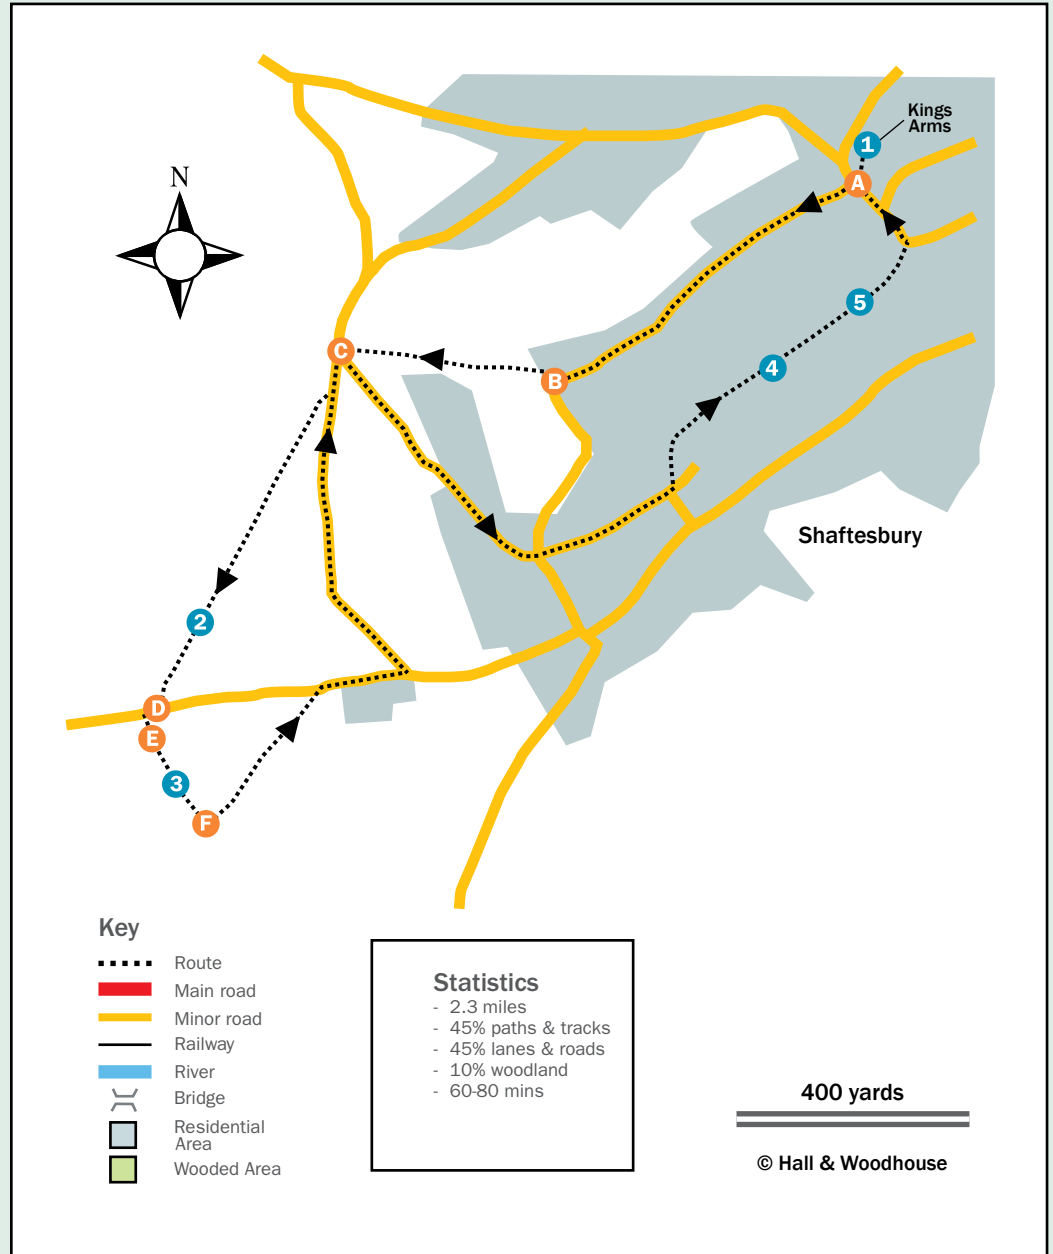 Kings
Arms
1
A
N
5
C
4
B
Shaftesbury
2
D
E
3
F
Key
Route
Main road
Minor road
Railway
River
Bridge
Residential
Area
Wooded Area
Statistics
- 2.3 miles
- 45% paths & tracks
- 45% lanes & roads
- 10% woodland
- 60-80 mins
400 yards
© Hall & Woodhouse